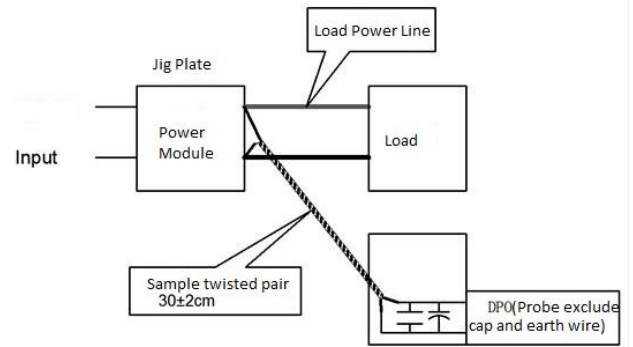 Load Power Line
Jig Plate
Power
Module
Load
Input
Sample twisted pair
30±2cm
DPO(Probe exclude
cap and earth wire)